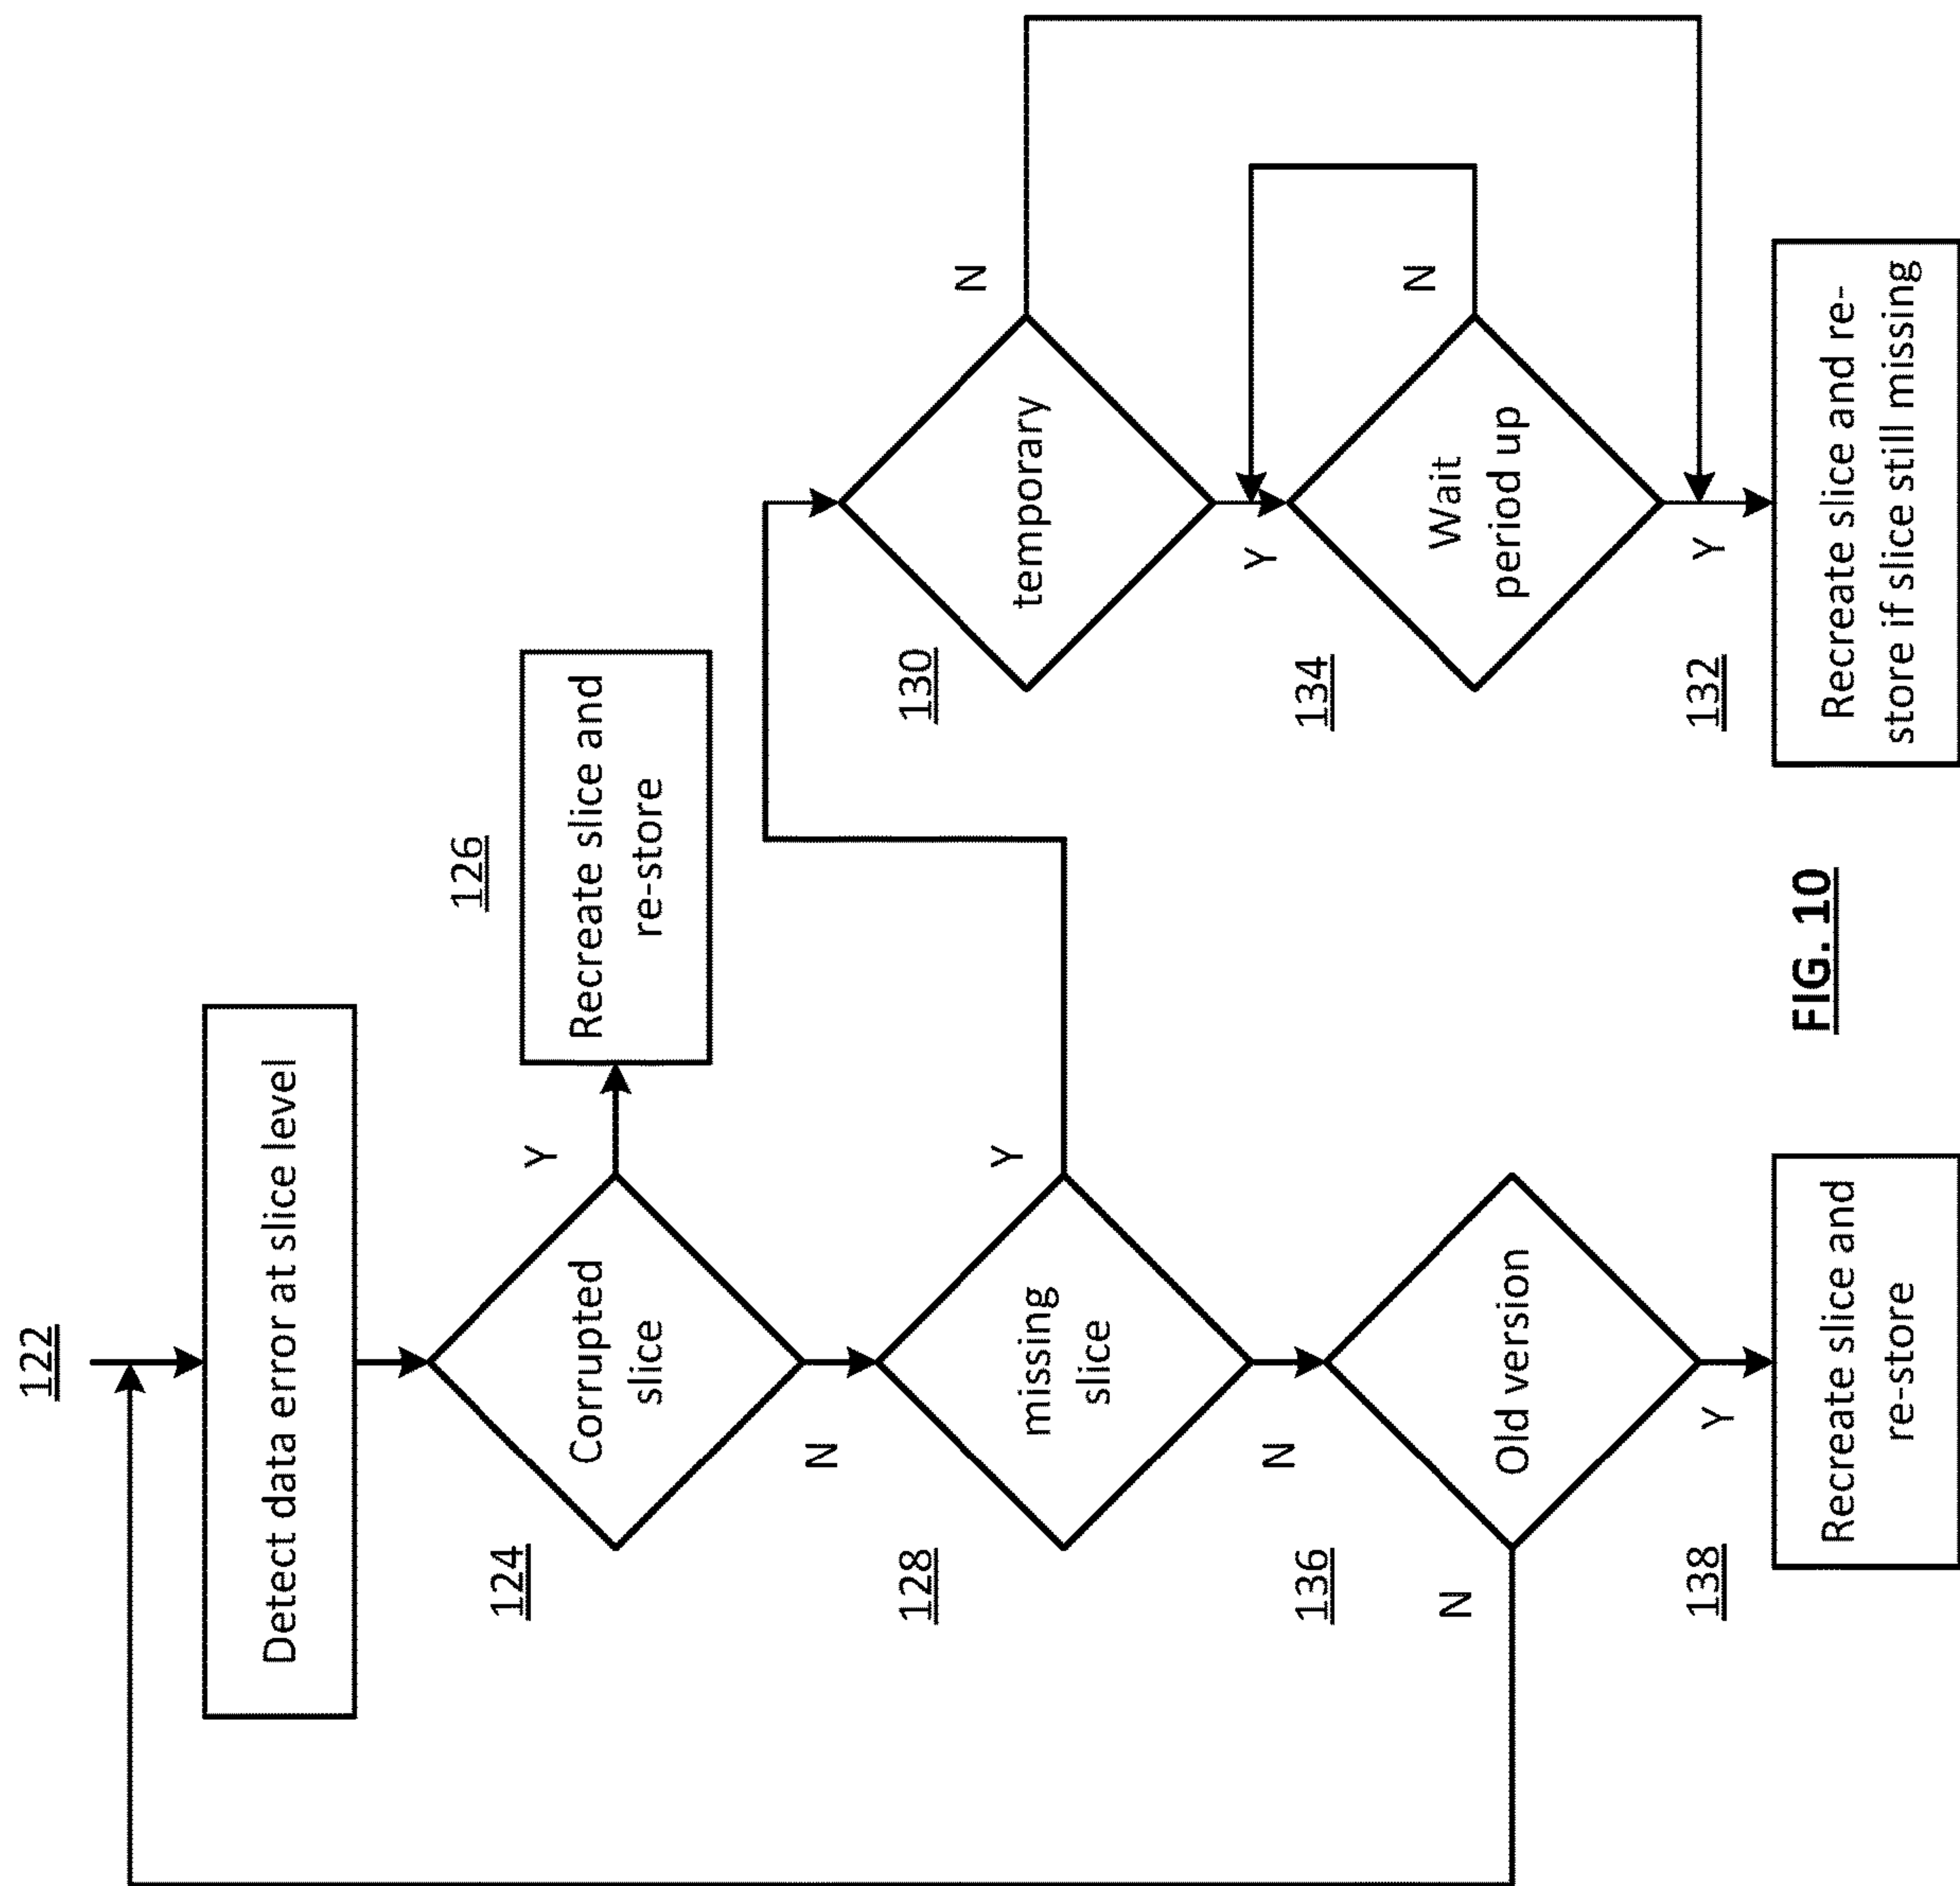 122
Detect data error at slice level
124
Corrupted
slice
Y
N
126
Recreate slice and
re-store
128
missing
slice
Y
N
136
Old version
N
Y
138
Recreate slice and
re-store
130
temporary
N
Y
134
Wait
period up
N
Y
132
Recreate slice and re-
store if slice still missing
FIG. 10